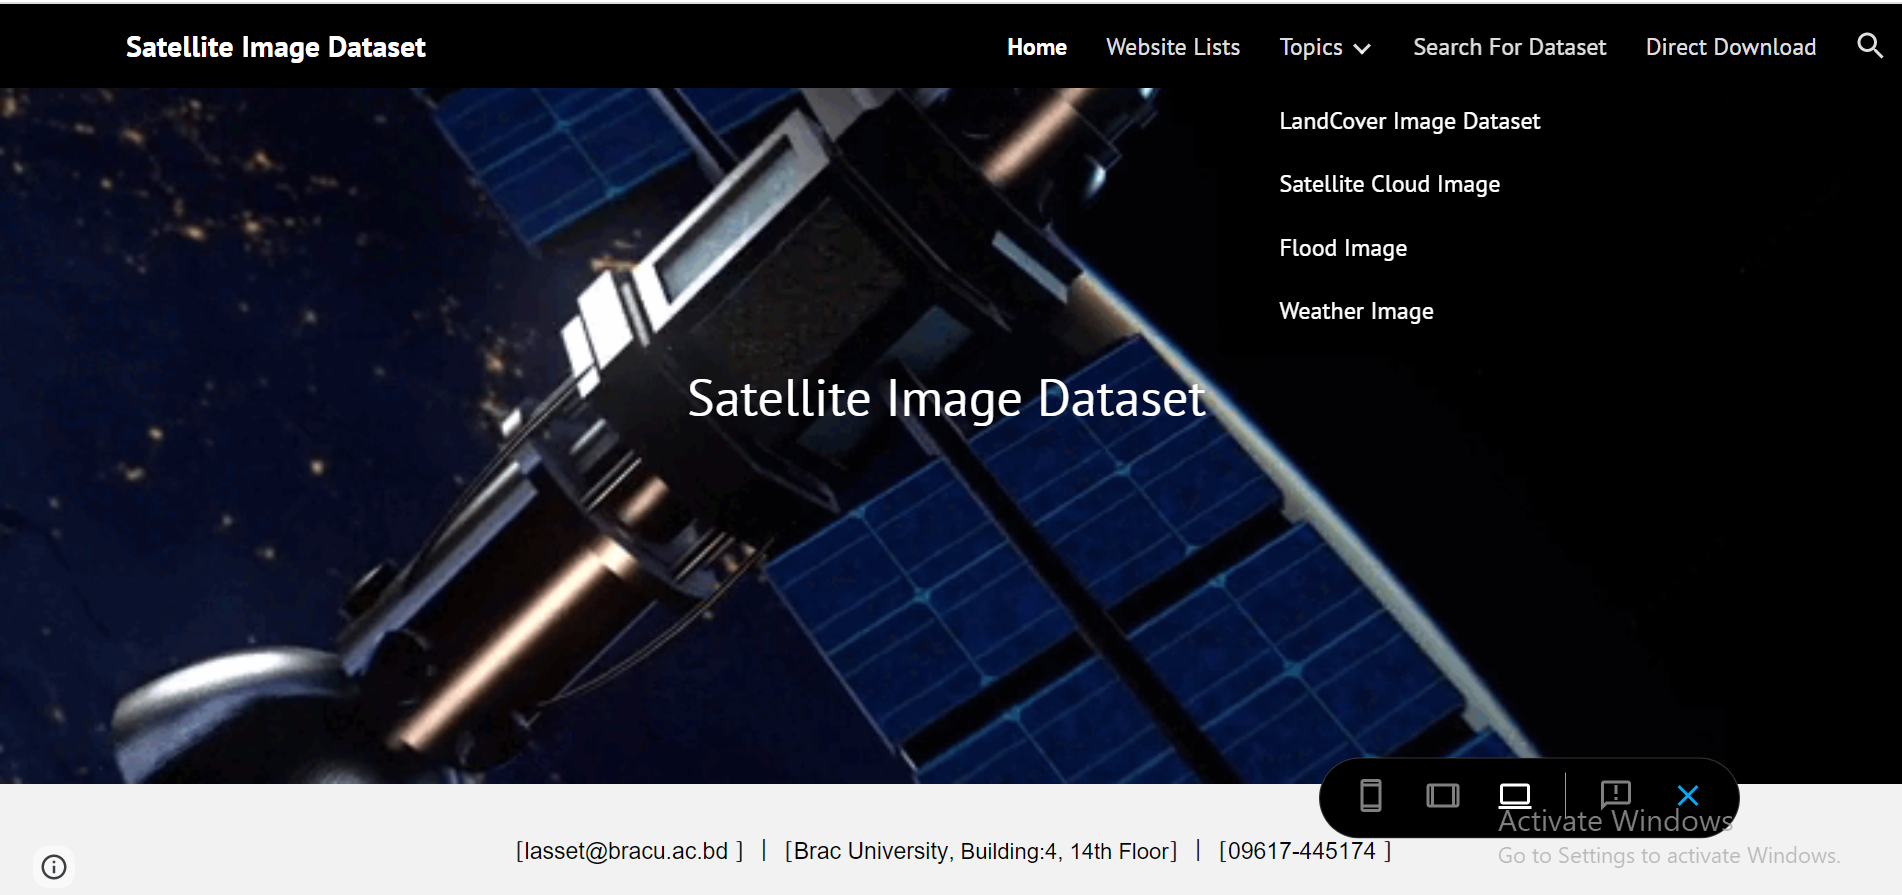 Satellite Image Dataset
Home Website Lists Topics Search For Dataset Direct Download
LandCover Image Dataset
Satellite Cloud Image
Flood Image
Weather Image
Satellite Image Dataset
[lasset@bracu.ac.bd ] | [Brac University, Building:4, 14th Floor] | [09617-445174 ]
Activate Windows
Go to Settings to activate Windows.